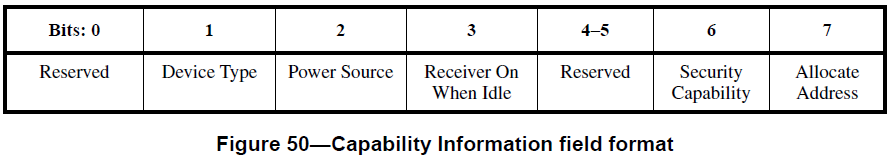 Bits: 0 1 2 3 4–5 6 7
Reserved Device Type Power Source Receiver On Reserved Security Allocate
When Idle Capability Address
Figure 50—Capability Information field format